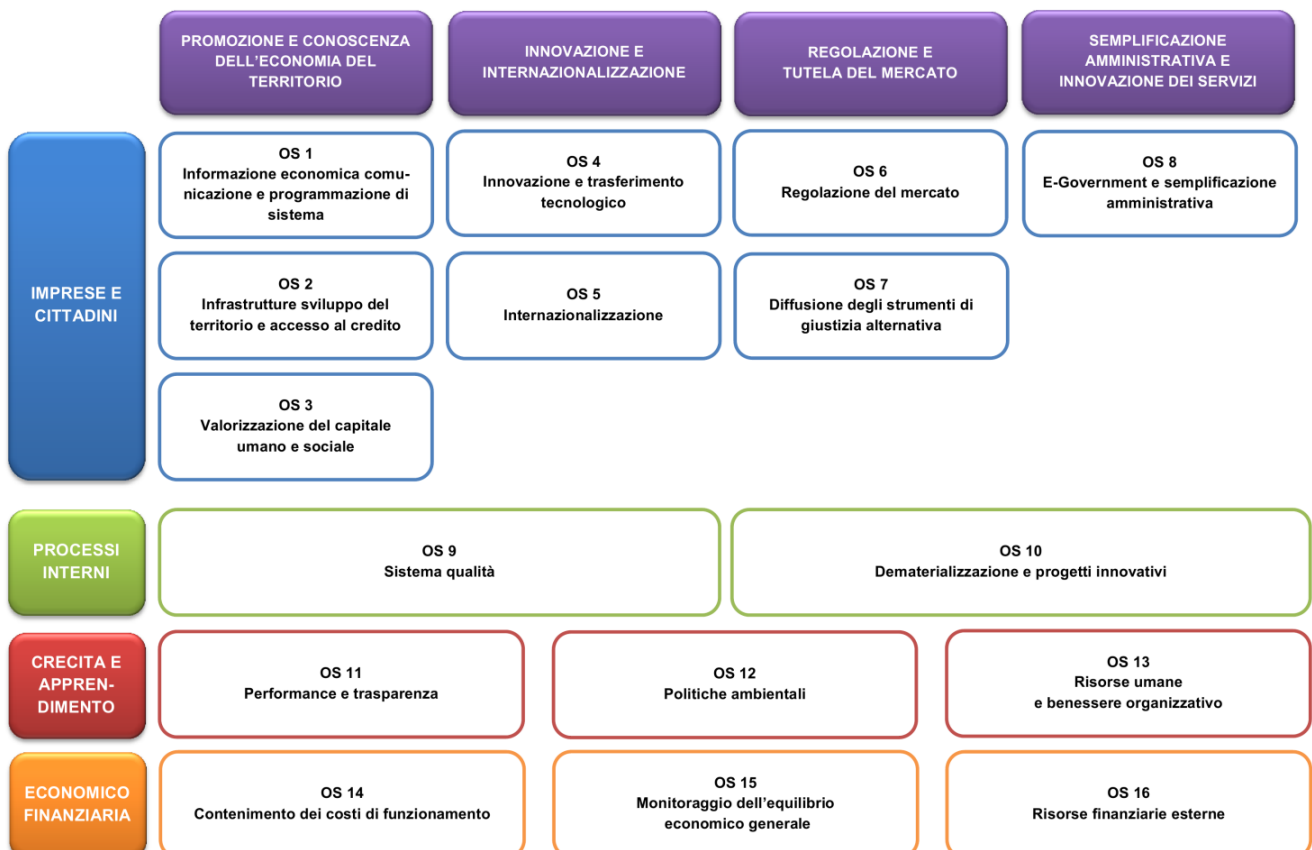 PROMOZIONE E CONOSCENZA
DELL'ECONOMIA DEL
TERRITORIO
INNOVAZIONE E
INTERNAZIONALIZZAZIONE
REGOLAZIONE E
TUTELA DEL MERCATO
SEMPLIFICAZIONE
AMMINISTRATIVA E
INNOVAZIONE DEI SERVIZI
IMPRESE E
CITTADINI
OS 1
Informazione economica comu-
nicazione e programmazione di
sistema
OS 4
Innovazione e trasferimento
tecnologico
OS 6
Regolazione del mercato
OS 8
E-Government e semplificazione
amministrativa
OS 2
Infrastrutture sviluppo del
territorio e accesso al credito
OS 5
Internazionalizzazione
OS 7
Diffusione degli strumenti di
giustizia alternativa
OS 3
Valorizzazione del capitale
umano e sociale
PROCESSI
INTERNI
OS 9
Sistema qualità
OS 10
Dematerializzazione e progetti innovativi
CRECITA E
APPREN-
DIMENTO
OS 11
Performance e trasparenza
OS 12
Politiche ambientali
OS 13
Risorse umane
e benessere organizzativo
ECONOMICO
FINANZIARIA
OS 14
Contenimento dei costi di funzionamento
OS 15
Monitoraggio dell'equilibrio
economico generale
OS 16
Risorse finanziarie esterne